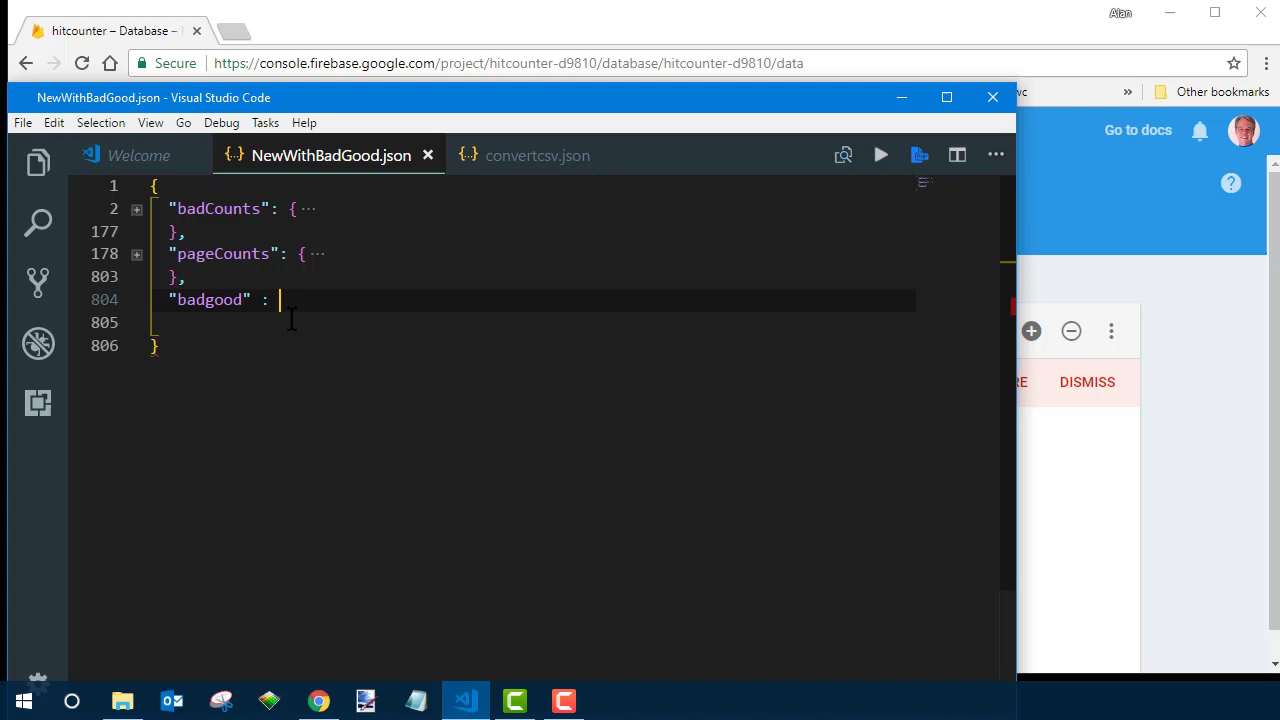 Alan
hitcounter – Database –
Secure
https://console.firebase.google.com/project/hitcounter-d9810/database/hitcounter-d9810/data
wc
»
Other bookmarks
NewWithBadGood.json - Visual Studio Code
File Edit Selection View Go Debug Tasks Help
Go to docs
Welcome
{··} NewWithBadGood.json
{··} convertcsv.json
1 {
2 "badCounts": { ···
177 },
178 "pageCounts": { ···
803 },
804 "badgood" :
805
806 }
RE DISMISS